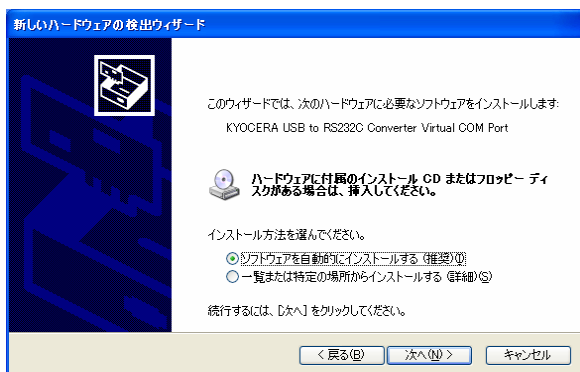 新しいハードウェアの検出ウィザード
このウィザードでは、次のハードウェアに必要なソフトウェアをインストールします:
KYOCERA USB to RS232C Converter Virtual COM Port
ハードウェアに付属のインストール CD またはフロッピー ディ
スクがある場合は、挿入してください。
インストール方法を選んでください。
ソフトウェアを自動的にインストールする (推奨)(I)
一覧または特定の場所からインストールする (詳細)(S)
続行するには、[次へ] をクリックしてください。
< 戻る(B)
次へ(N) >
キャンセル